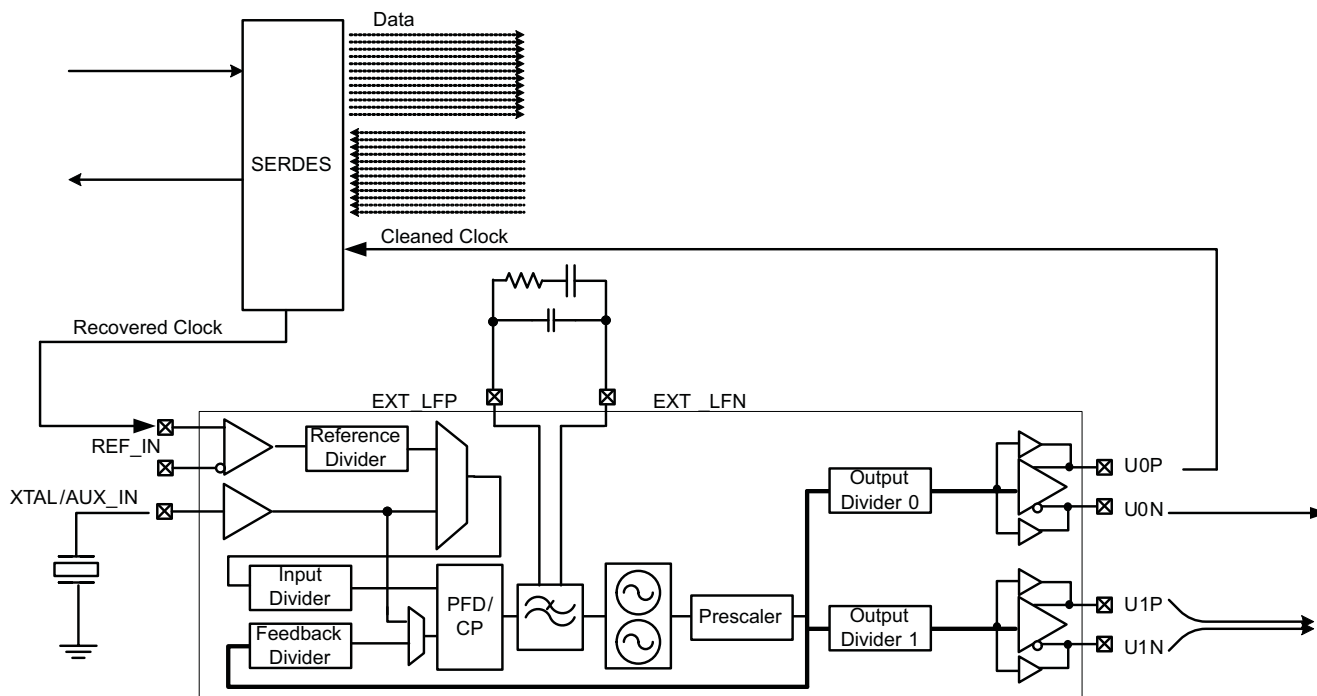 Data
SERDES
Cleaned Clock
Recovered Clock
EXT_LFP
EXT _LFN
REF_IN
Reference
Divider
XTAL/AUX_IN
Output
Divider 0
U0P
U0N
Input
Divider
PFD/
CP
Prescaler
Output
Divider 1
U1P
U1N
Feedback
Divider